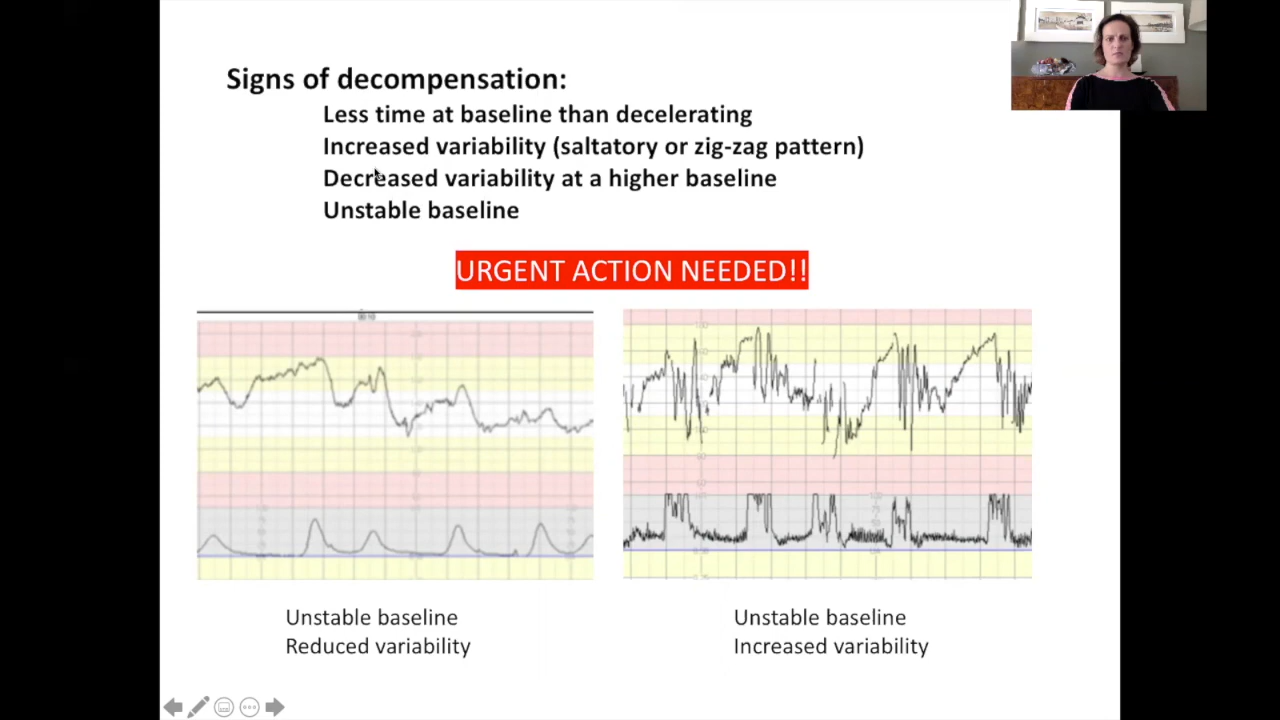 Signs of decompensation:
Less time at baseline than decelerating
Increased variability (saltatory or zig-zag pattern)
Decreased variability at a higher baseline
Unstable baseline
URGENT ACTION NEEDED!!
Unstable baseline
Reduced variability
Unstable baseline
Increased variability